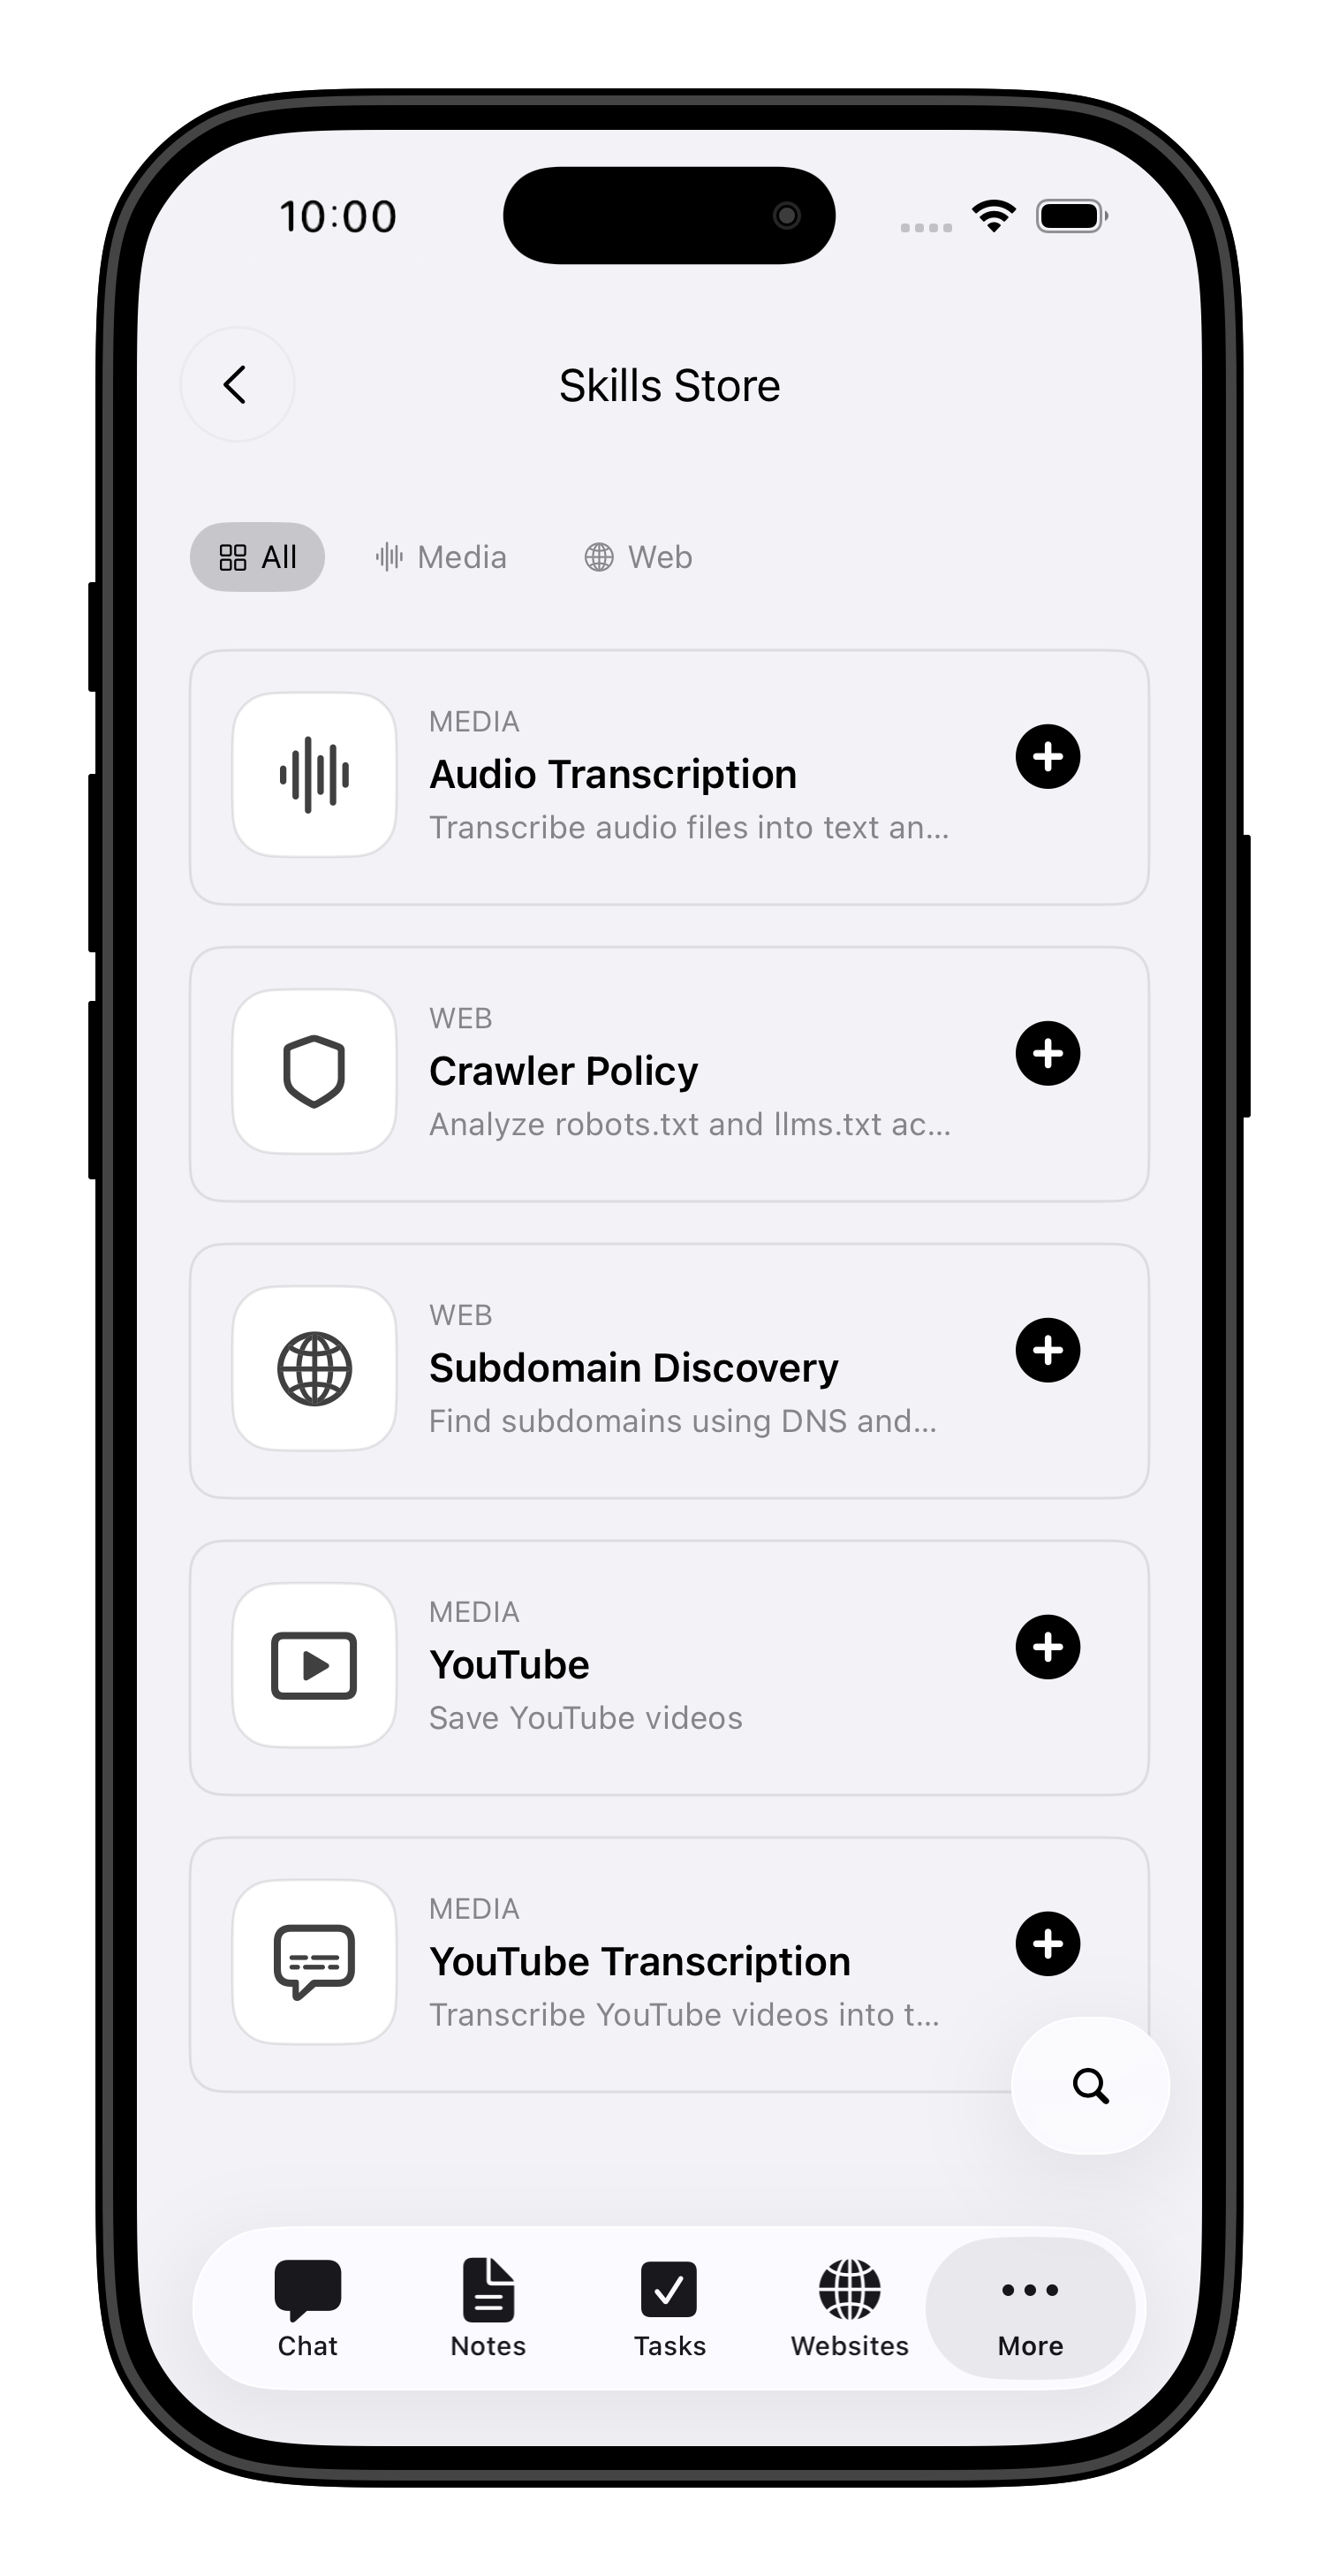 10:00
Skills Store
All
Media
Web
MEDIA
Audio Transcription
Transcribe audio files into text an...
WEB
Crawler Policy
Analyze robots.txt and llms.txt ac...
WEB
Subdomain Discovery
Find subdomains using DNS and...
MEDIA
YouTube
Save YouTube videos
MEDIA
YouTube Transcription
Transcribe YouTube videos into t...
Chat
Notes
Tasks
Websites
More